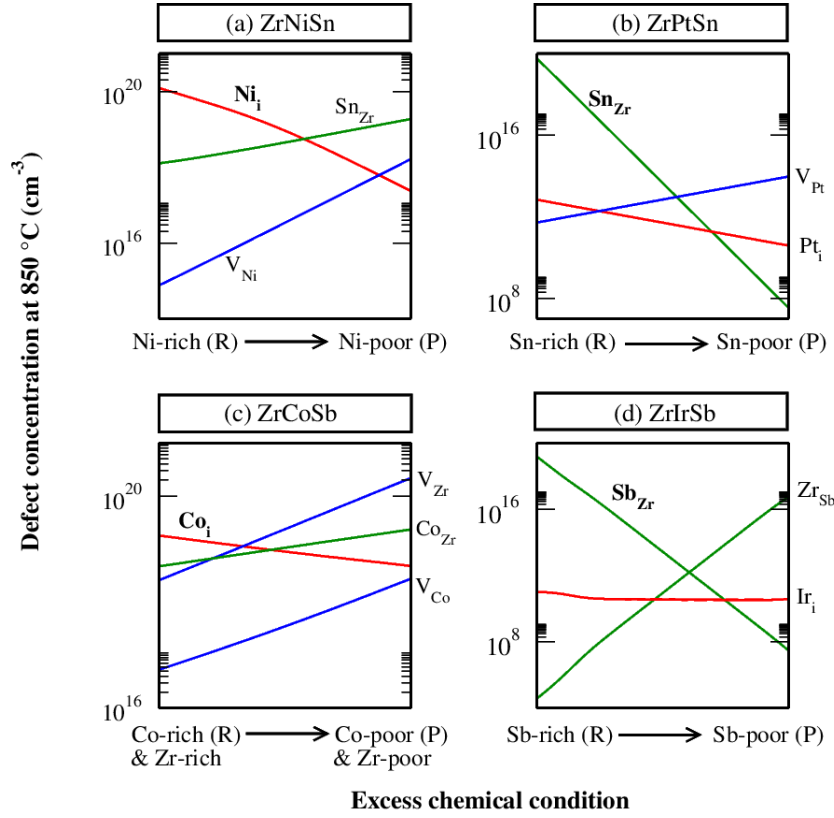 (a) ZrNiSn
(b) ZrPtSn
10^20
10^16
Ni_i
Sn_Zr
V_Ni
Ni-rich (R) → Ni-poor (P)
10^16
10^8
Sn_Zr
V_Pt
Pt_i
Sn-rich (R) → Sn-poor (P)
Defect concentration at 850 °C (cm^-3)
(c) ZrCoSb
(d) ZrIrSb
10^20
10^16
Co_i
V_Zr
Co_Zr
V_Co
Co-rich (R) → Co-poor (P)
& Zr-rich & Zr-poor
10^16
10^8
Sb_Zr
Zr_Sb
Ir_i
Sb-rich (R) → Sb-poor (P)
Excess chemical condition